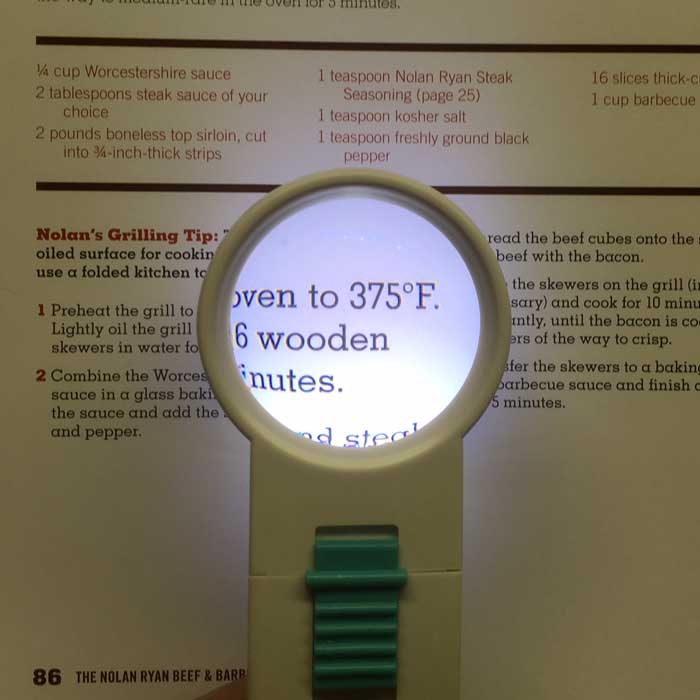 minutes.
¼ cup Worcestershire sauce
2 tablespoons steak sauce of your
choice
2 pounds boneless top sirloin, cut
into ¾-inch-thick strips
1 teaspoon Nolan Ryan Steak
Seasoning (page 25)
1 teaspoon kosher salt
1 teaspoon freshly ground black
pepper
16 slices thick-c
1 cup barbecue
Nolan's Grilling Tip:
oiled surface for cookin
use a folded kitchen to
1 Preheat the grill to
Lightly oil the grill
skewers in water fo
2 Combine the Worces
sauce in a glass baki
the sauce and add the
and pepper.
oven to 375°F.
6 wooden
inutes.
nd steak
read the beef cubes onto the
beef with the bacon.
the skewers on the grill (i
sary) and cook for 10 minu
ntly, until the bacon is co
ers of the way to crisp.
sfer the skewers to a baking
barbecue sauce and finish
5 minutes.
86 THE NOLAN RYAN BEEF & BARB